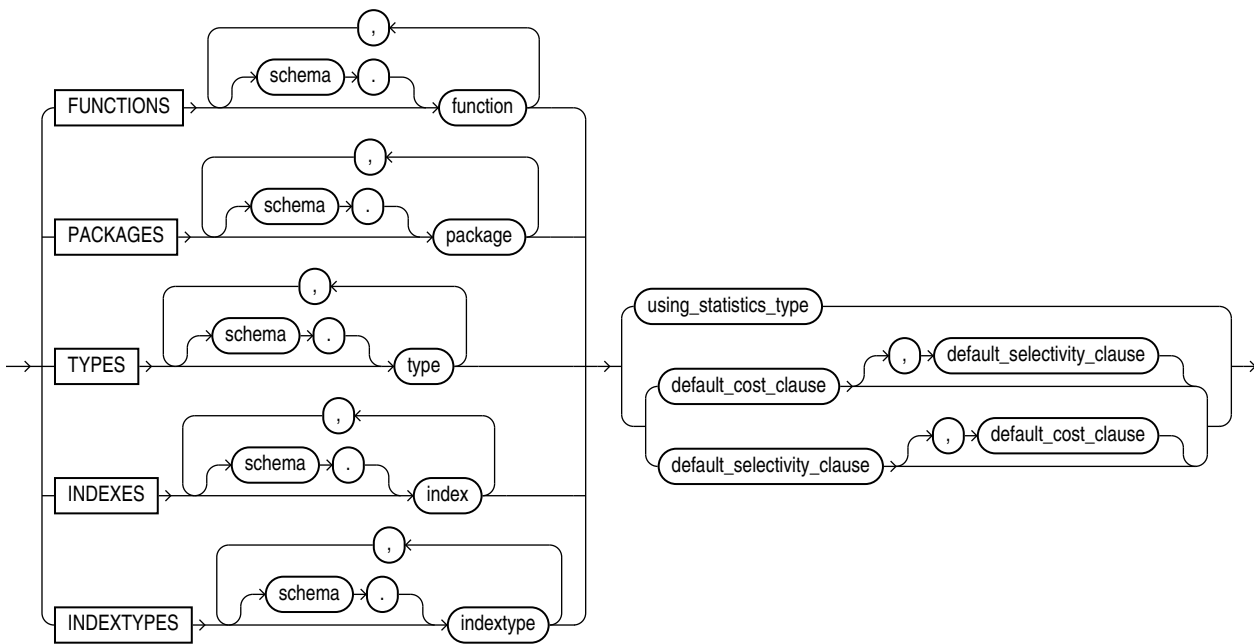 ,
schema .
FUNCTIONS function
,
schema .
PACKAGES package
,
schema .
TYPES type
,
schema .
INDEXES index
,
schema .
INDEXTYPES indextype
using_statistics_type
, default_selectivity_clause
default_cost_clause
, default_cost_clause
default_selectivity_clause